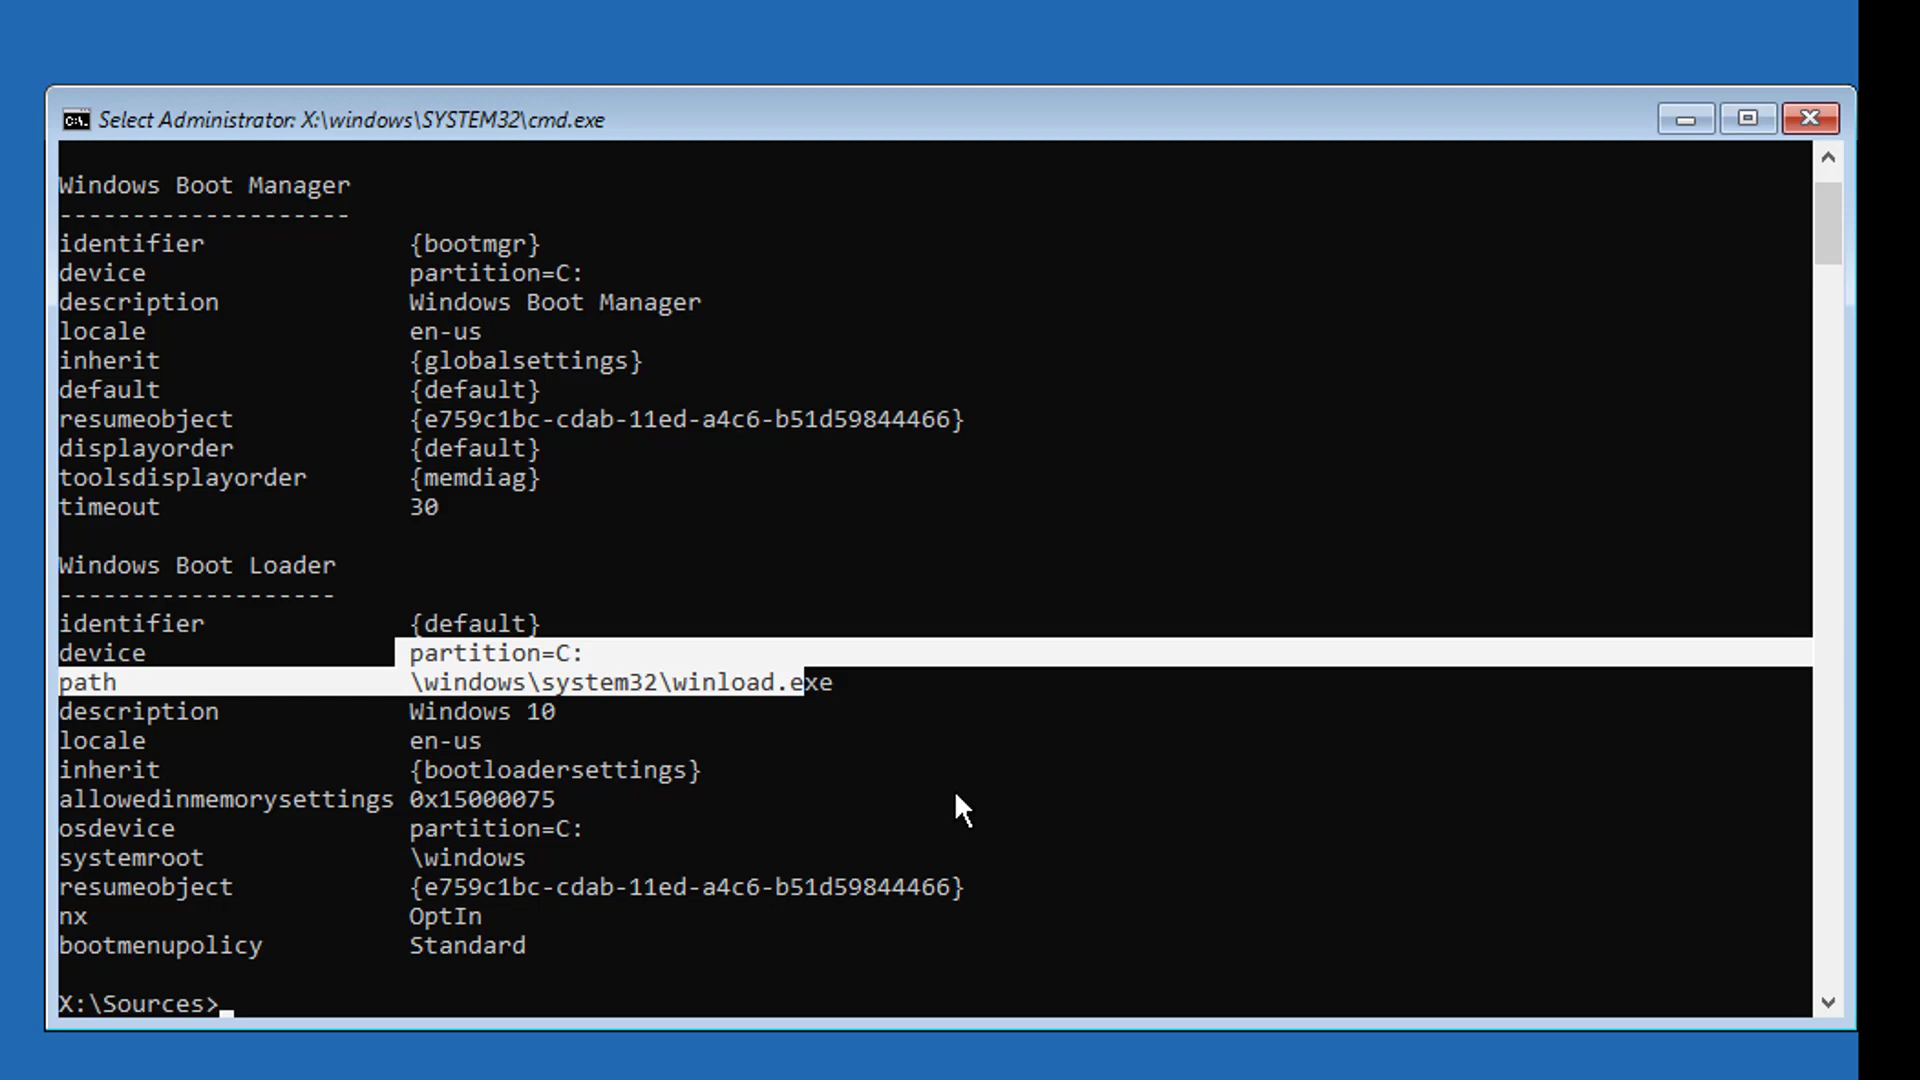 Select Administrator: X:\windows\SYSTEM32\cmd.exe
Windows Boot Manager
--------------------
identifier              {bootmgr}
device                  partition=C:
description             Windows Boot Manager
locale                  en-us
inherit                 {globalsettings}
default                 {default}
resumeobject            {e759c1bc-cdab-11ed-a4c6-b51d59844466}
displayorder            {default}
toolsdisplayorder       {memdiag}
timeout                 30
Windows Boot Loader
-------------------
identifier              {default}
device                  partition=C:
path                    \windows\system32\winload.exe
description             Windows 10
locale                  en-us
inherit                 {bootloadersettings}
allowedinmemorysettings 0x15000075
osdevice                partition=C:
systemroot              \windows
resumeobject            {e759c1bc-cdab-11ed-a4c6-b51d59844466}
nx                      OptIn
bootmenupolicy          Standard
X:\Sources>